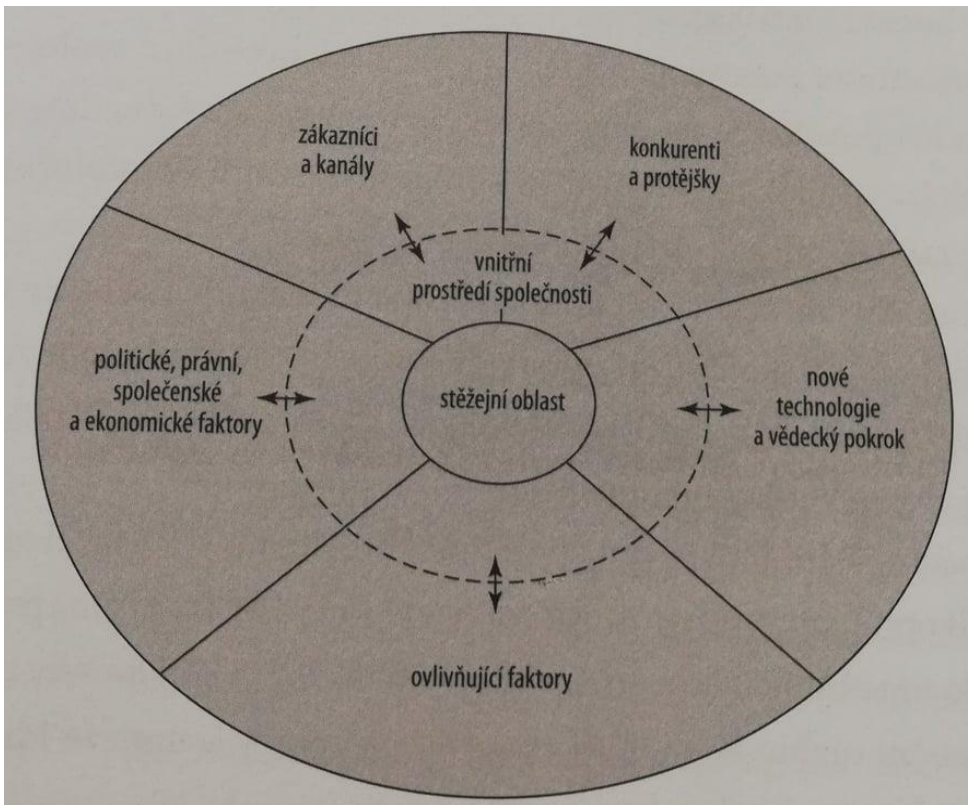 zákazníci
a kanály
konkurenti
a protějšky
vnitřní
prostředí společnosti
politické, právní,
společenské
a ekonomické faktory
stěžejní oblast
nové
technologie
a vědecký pokrok
ovlivňující faktory